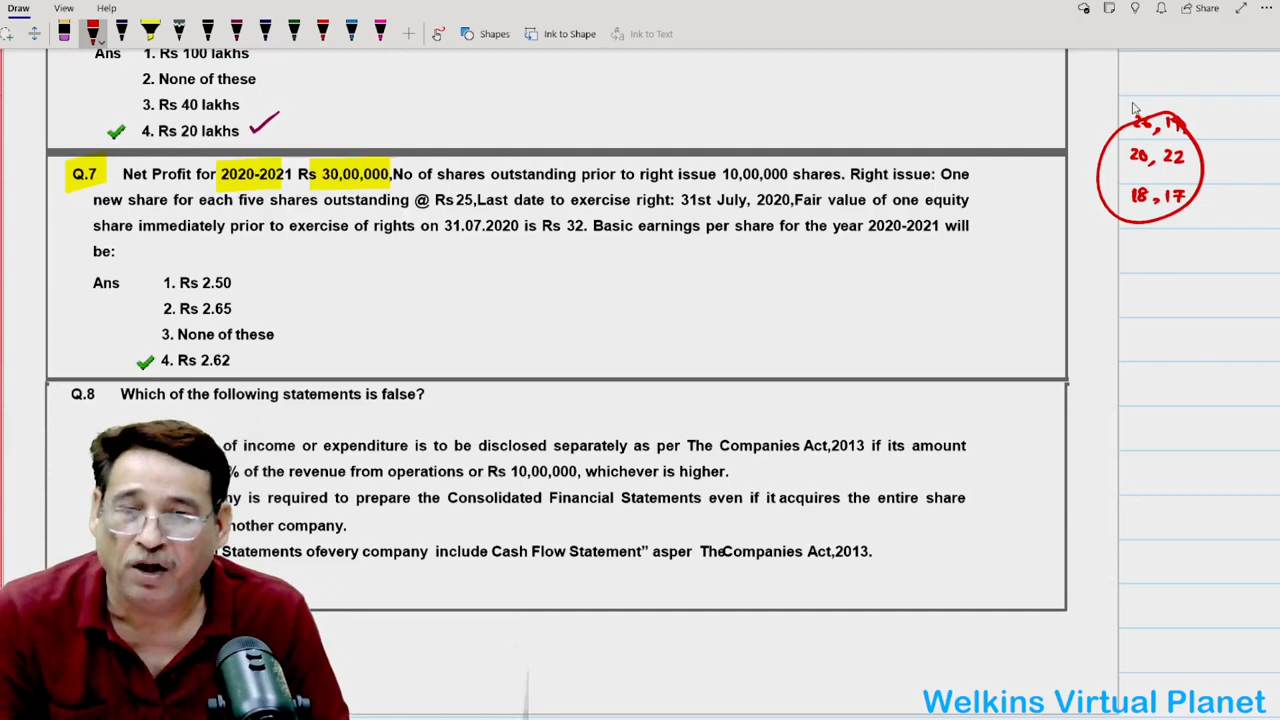 Draw View Help Share
Shapes Ink to Shape Ink to Text
Ans 1. Rs 100 lakhs
2. None of these
3. Rs 40 lakhs
4. Rs 20 lakhs
20, 22
18, 17
Q.7 Net Profit for 2020-2021 Rs 30,00,000,No of shares outstanding prior to right issue 10,00,000 shares. Right issue: One
new share for each five shares outstanding @ Rs 25,Last date to exercise right: 31st July, 2020,Fair value of one equity
share immediately prior to exercise of rights on 31.07.2020 is Rs 32. Basic earnings per share for the year 2020-2021 will
be:
Ans 1. Rs 2.50
2. Rs 2.65
3. None of these
4. Rs 2.62
Q.8 Which of the following statements is false?
of income or expenditure is to be disclosed separately as per The Companies Act,2013 if its amount
% of the revenue from operations or Rs 10,00,000, whichever is higher.
ny is required to prepare the Consolidated Financial Statements even if it acquires the entire share
nother company.
Statements ofevery company include Cash Flow Statement” asper TheCompanies Act,2013.
Welkins Virtual Planet